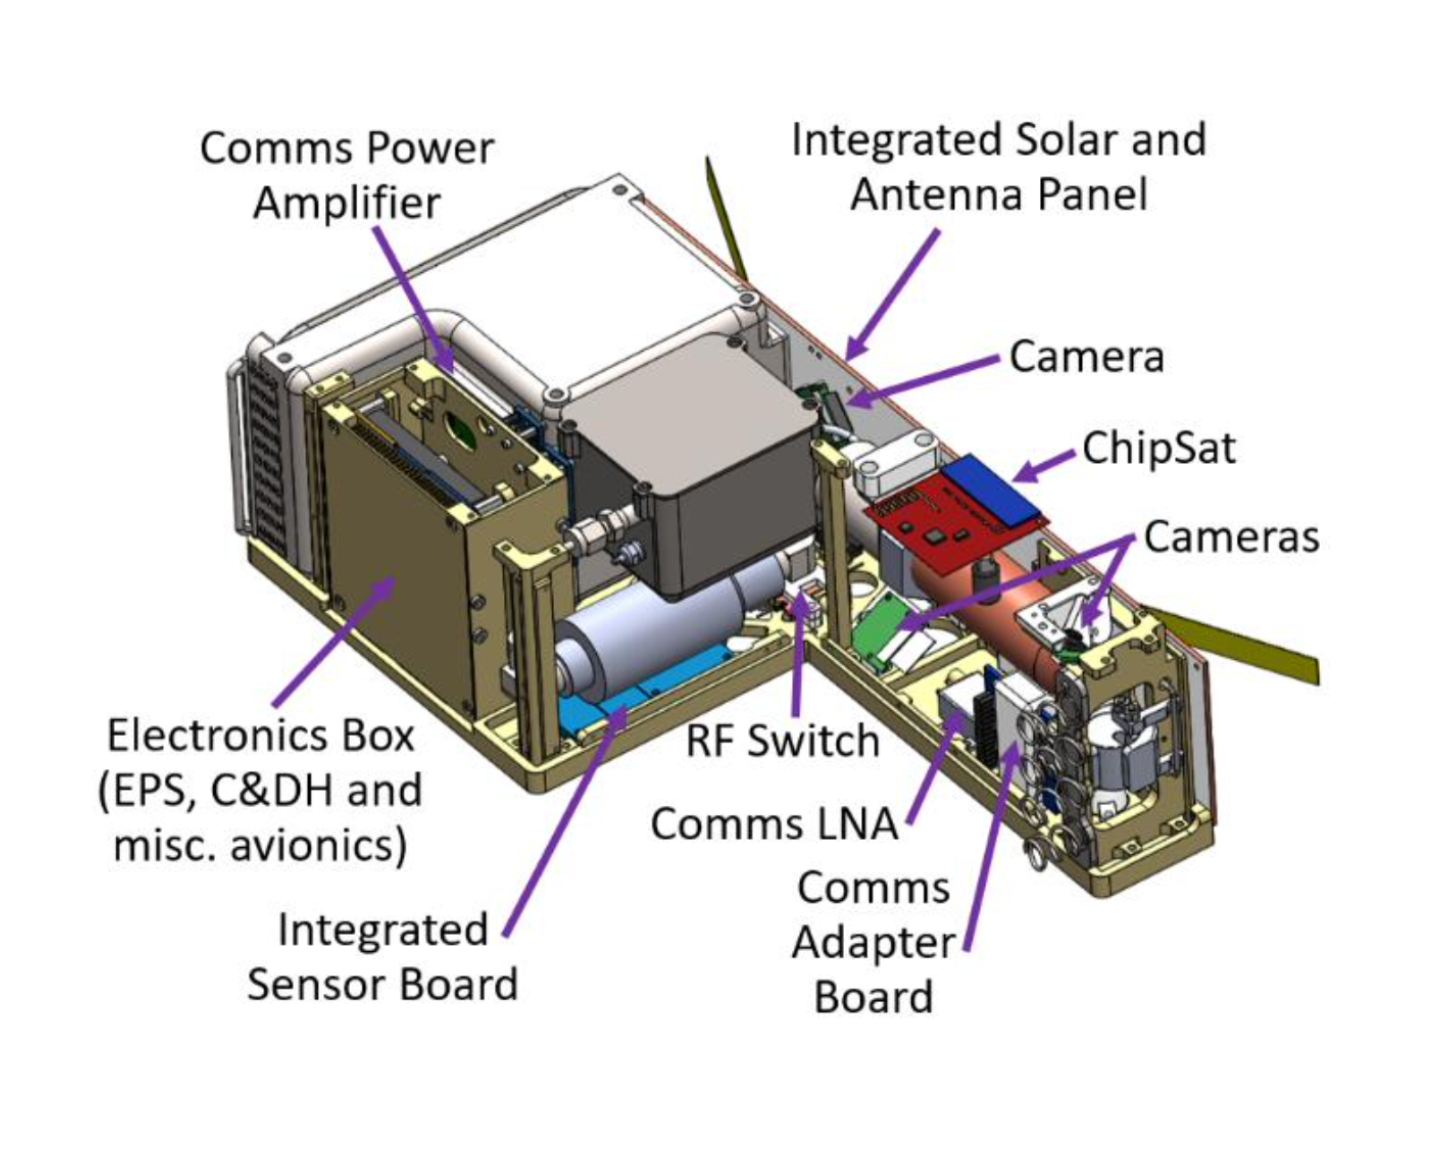 Comms Power
Amplifier
Integrated Solar and
Antenna Panel
Camera
ChipSat
Cameras
Electronics Box
(EPS, C&DH and
misc. avionics)
RF Switch
Comms LNA
Comms
Adapter
Board
Integrated
Sensor Board